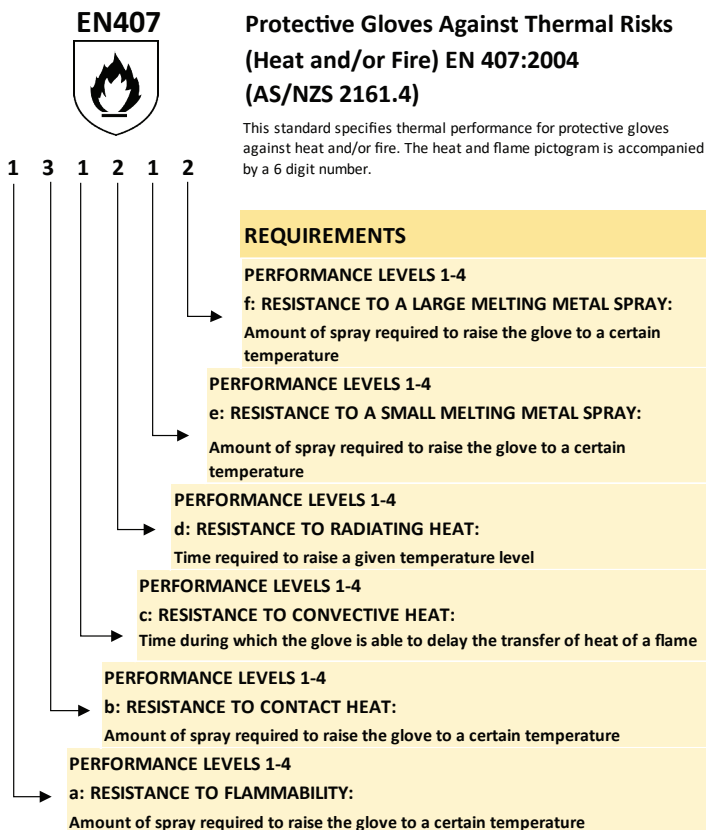 EN407
Protective Gloves Against Thermal Risks
(Heat and/or Fire) EN 407:2004
(AS/NZS 2161.4)
This standard specifies thermal performance for protective gloves
against heat and/or fire. The heat and flame pictogram is accompanied
by a 6 digit number.
1 3 1 2 1 2
REQUIREMENTS
PERFORMANCE LEVELS 1-4
f: RESISTANCE TO A LARGE MELTING METAL SPRAY:
Amount of spray required to raise the glove to a certain
temperature
PERFORMANCE LEVELS 1-4
e: RESISTANCE TO A SMALL MELTING METAL SPRAY:
Amount of spray required to raise the glove to a certain
temperature
PERFORMANCE LEVELS 1-4
d: RESISTANCE TO RADIATING HEAT:
Time required to raise a given temperature level
PERFORMANCE LEVELS 1-4
c: RESISTANCE TO CONVECTIVE HEAT:
Time during which the glove is able to delay the transfer of heat of a flame
PERFORMANCE LEVELS 1-4
b: RESISTANCE TO CONTACT HEAT:
Amount of spray required to raise the glove to a certain temperature
PERFORMANCE LEVELS 1-4
a: RESISTANCE TO FLAMMABILITY:
Amount of spray required to raise the glove to a certain temperature